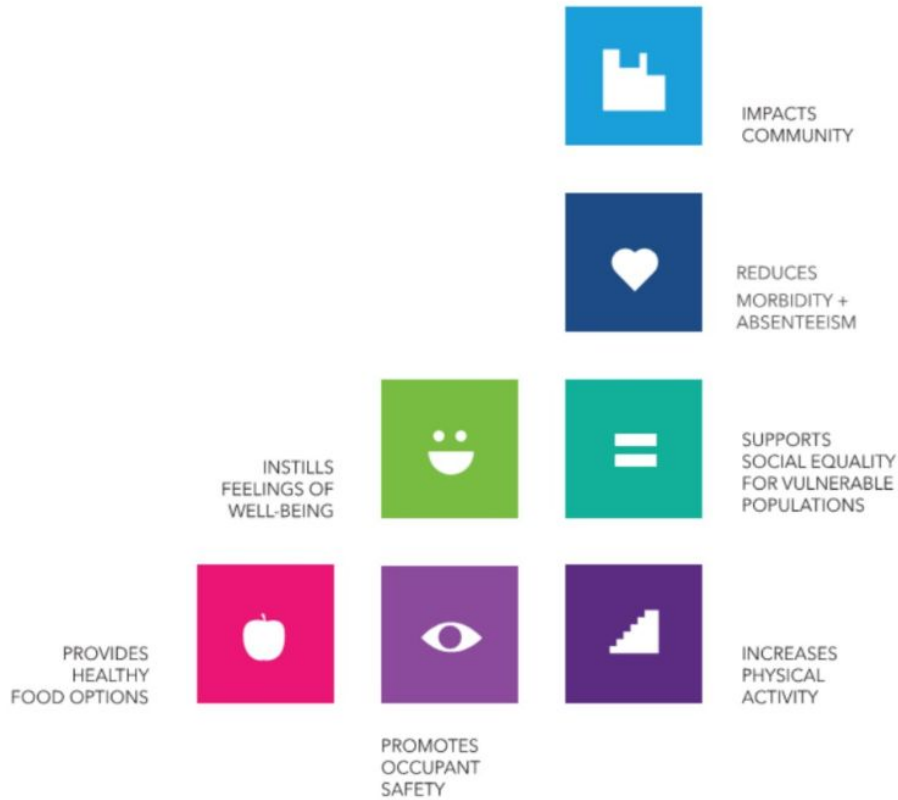 IMPACTS
COMMUNITY
REDUCES
MORBIDITY +
ABSENTEEISM
INSTILLS
FEELINGS OF
WELL-BEING
SUPPORTS
SOCIAL EQUALITY
FOR VULNERABLE
POPULATIONS
PROVIDES
HEALTHY
FOOD OPTIONS
PROMOTES
OCCUPANT
SAFETY
INCREASES
PHYSICAL
ACTIVITY